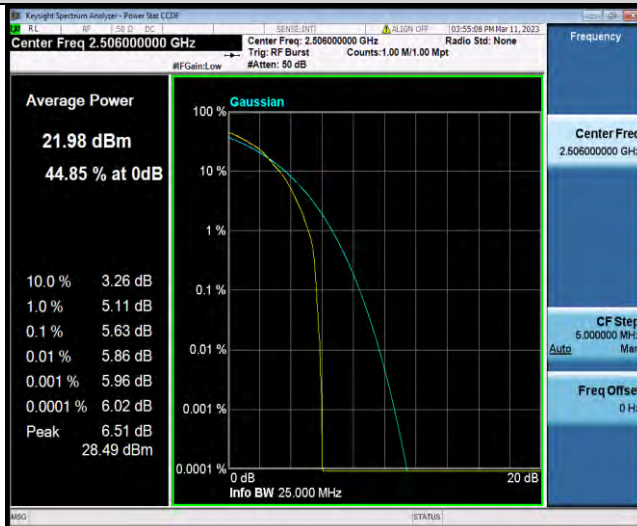 Keysight Spectrum Analyzer - Power Stat CCDF
RL RF 50 Ω DC SENSE:INT ALIGN OFF 03:55:08 PM Mar 11, 2023
Center Freq 2.506000000 GHz
Center Freq: 2.506000000 GHz Radio Std: None
Trig: RF Burst Counts:1.00 M/1.00 Mpt
#IFGain:Low #Atten: 50 dB
Frequency
Average Power
21.98 dBm
44.85 % at 0dB
10.0 % 3.26 dB
1.0 % 5.11 dB
0.1 % 5.63 dB
0.01 % 5.86 dB
0.001 % 5.96 dB
0.0001 % 6.02 dB
Peak 6.51 dB
28.49 dBm
Gaussian
100 %
10 %
1 %
0.1 %
0.01 %
0.001 %
0.0001 %
0 dB 20 dB
Info BW 25.000 MHz
Center Freq
2.506000000 GHz
CF Step
5.000000 MHz
Auto Man
Freq Offset
0 Hz
MSG STATUS